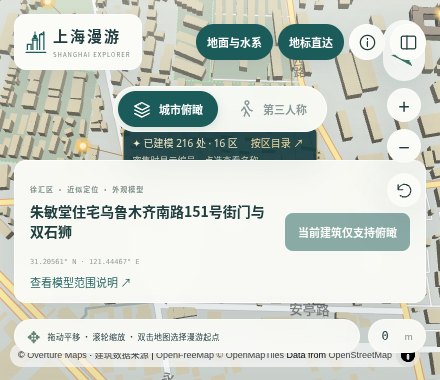 上海漫游
SHANGHAI EXPLORER
地面与水系
地标直达
城市俯瞰
第三人称
✦ 已建模 216 处 · 16 区 按区目录 ↗
徐汇区 · 近似定位 · 外观模型
朱敏堂住宅乌鲁木齐南路151号街门与
双石狮
当前建筑仅支持俯瞰
31.20561° N · 121.44467° E
查看模型范围说明 ↗
安亭路
拖动平移 · 滚轮缩放 · 双击地图选择漫游起点
0 m
© Overture Maps · 建筑数据来源 | OpenFreeMap © OpenMapTiles Data from OpenStreetMap